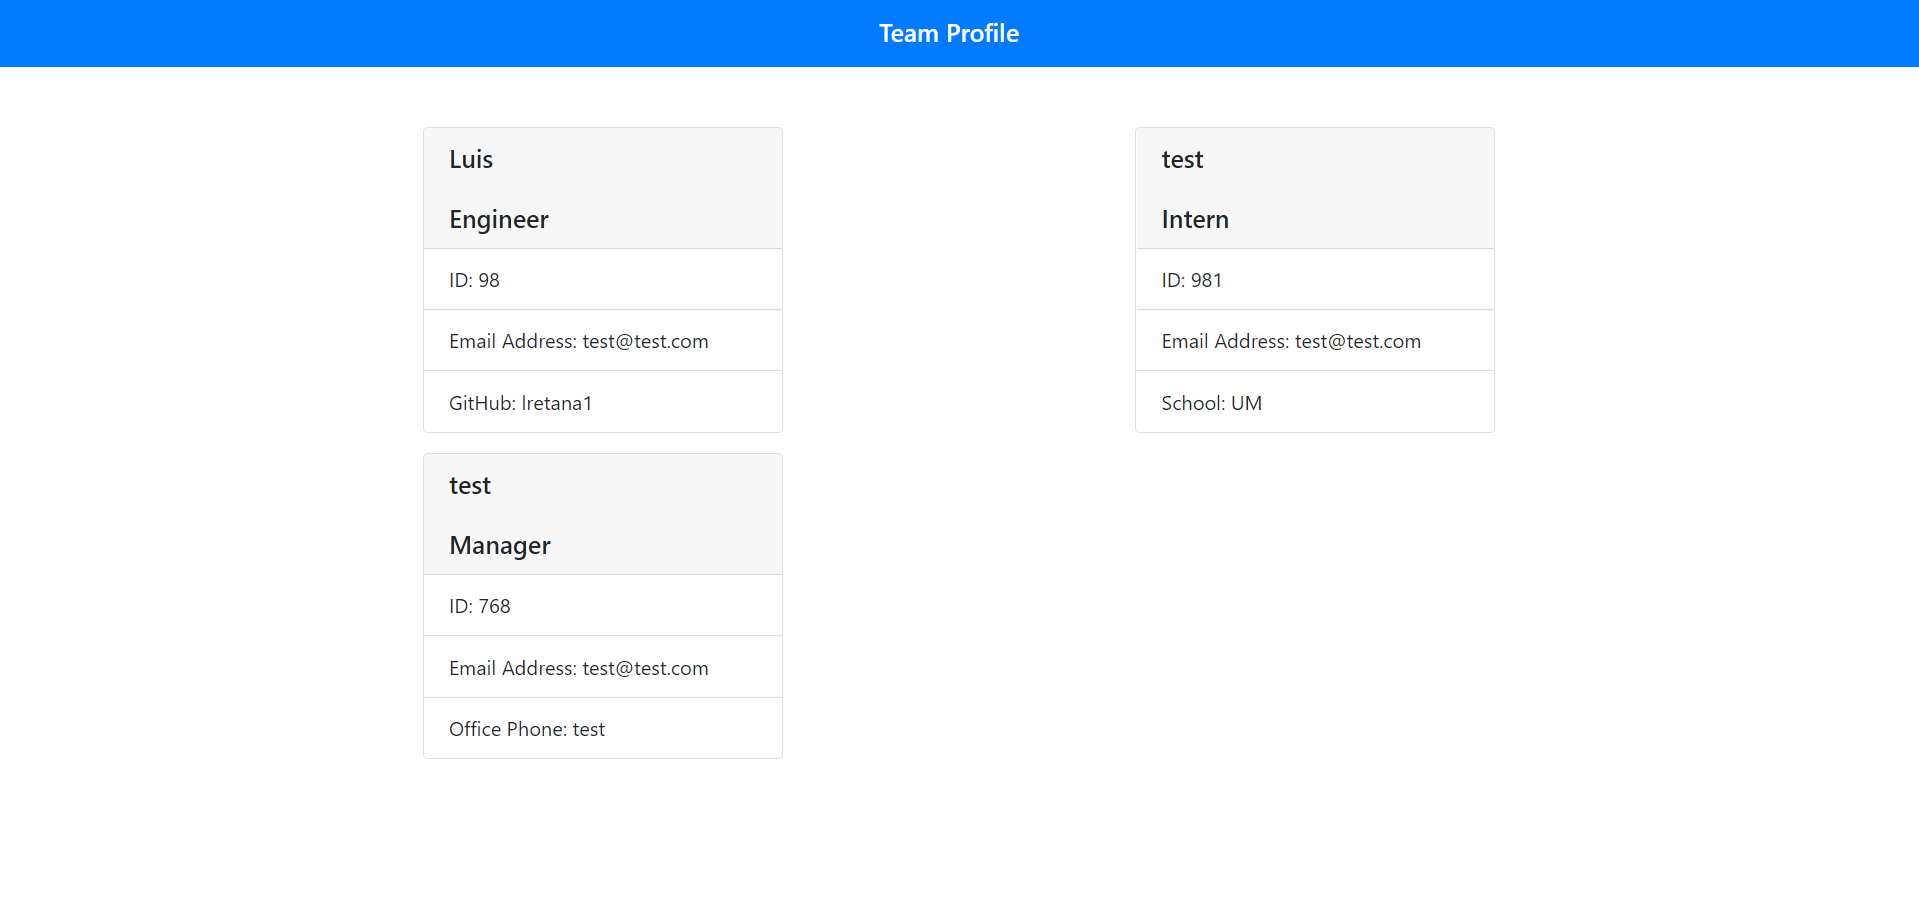 Team Profile
Luis
Engineer
ID: 98
Email Address: test@test.com
GitHub: lretana1
test
Intern
ID: 981
Email Address: test@test.com
School: UM
test
Manager
ID: 768
Email Address: test@test.com
Office Phone: test